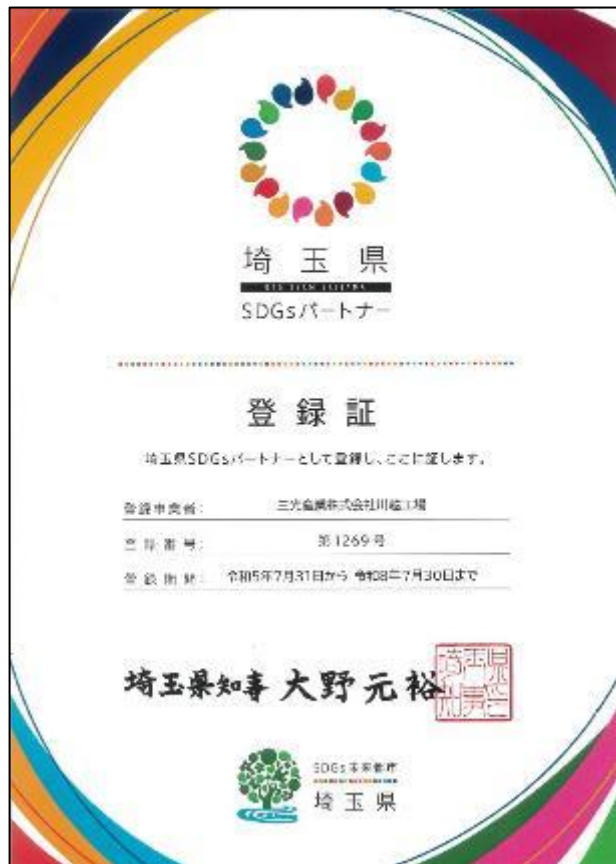 埼玉県
SDGsパートナー
登録証
埼玉県SDGsパートナーとして登録し、ここに証します。
登録事業者: 三光産業株式会社川越工場
登録番号: 第1269号
登録期間: 令和5年7月31日から 令和8年7月30日まで
埼玉県知事 大野元裕
SDGs未来都市
埼玉県